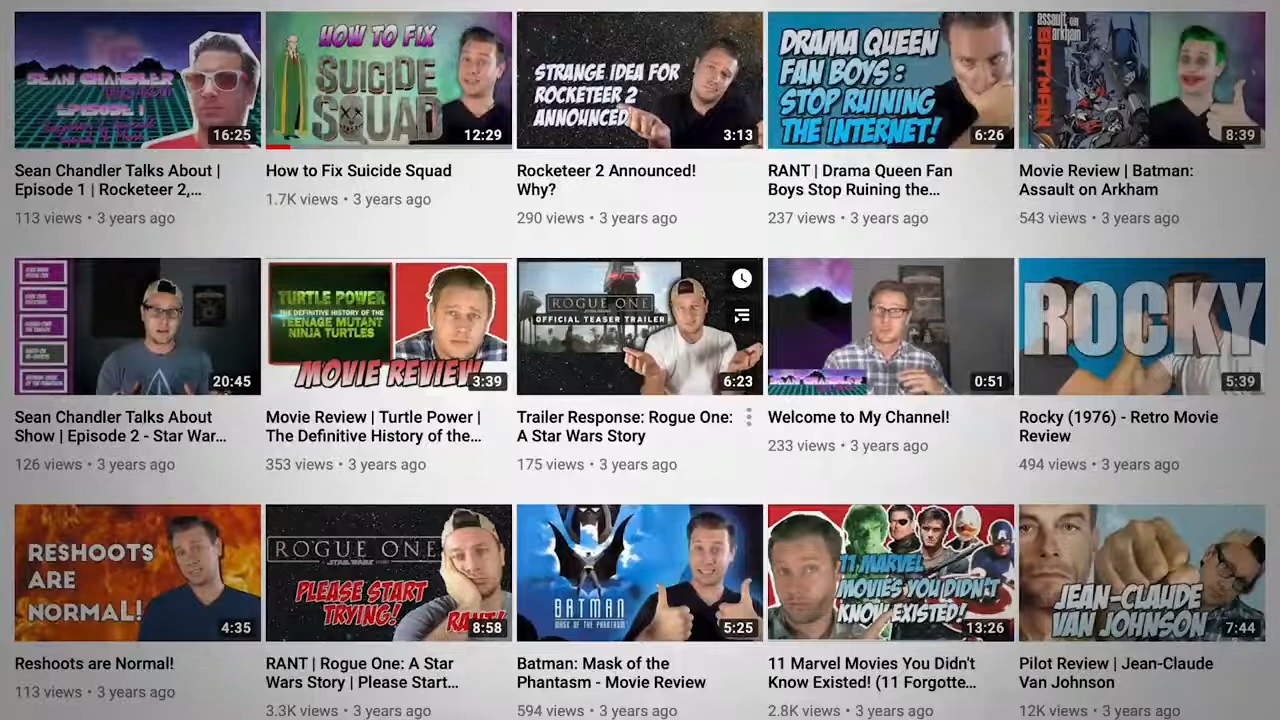 SEAN CHANDLER
TALKS ABOUT
EPISODE 1
16:25
HOW TO FIX
SUICIDE
SQUAD
12:29
STRANGE IDEA FOR
ROCKETEER 2
ANNOUNCED
3:13
DRAMA QUEEN
FAN BOYS :
STOP RUINING
THE INTERNET!
6:26
assault on
arkham
BATMAN
8:39
Sean Chandler Talks About |
Episode 1 | Rocketeer 2,...
113 views • 3 years ago
How to Fix Suicide Squad
1.7K views • 3 years ago
Rocketeer 2 Announced!
Why?
290 views • 3 years ago
RANT | Drama Queen Fan
Boys Stop Ruining the...
237 views • 3 years ago
Movie Review | Batman:
Assault on Arkham
543 views • 3 years ago
20:45
TURTLE POWER
THE DEFINITIVE HISTORY OF THE
TEENAGE MUTANT
NINJA TURTLES
MOVIE REVIEW
3:39
ROGUE ONE
OFFICIAL TEASER TRAILER
6:23
0:51
ROCKY
5:39
Sean Chandler Talks About
Show | Episode 2 - Star War...
126 views • 3 years ago
Movie Review | Turtle Power |
The Definitive History of the...
353 views • 3 years ago
Trailer Response: Rogue One:
A Star Wars Story
175 views • 3 years ago
Welcome to My Channel!
233 views • 3 years ago
Rocky (1976) - Retro Movie
Review
494 views • 3 years ago
RESHOOTS
ARE
NORMAL!
4:35
ROGUE ONE
A STAR WARS STORY
PLEASE START
TRYING!
8:58
BATMAN
MASK OF THE PHANTASM
5:25
11 MARVEL
MOVIES YOU DIDN'T
KNOW EXISTED!
13:26
JEAN-CLAUDE
VAN JOHNSON
7:44
Reshoots are Normal!
113 views • 3 years ago
RANT | Rogue One: A Star
Wars Story | Please Start...
3.3K views • 3 years ago
Batman: Mask of the
Phantasm - Movie Review
594 views • 3 years ago
11 Marvel Movies You Didn't
Know Existed! (11 Forgotte...
2.8K views • 3 years ago
Pilot Review | Jean-Claude
Van Johnson
12K views • 3 years ago